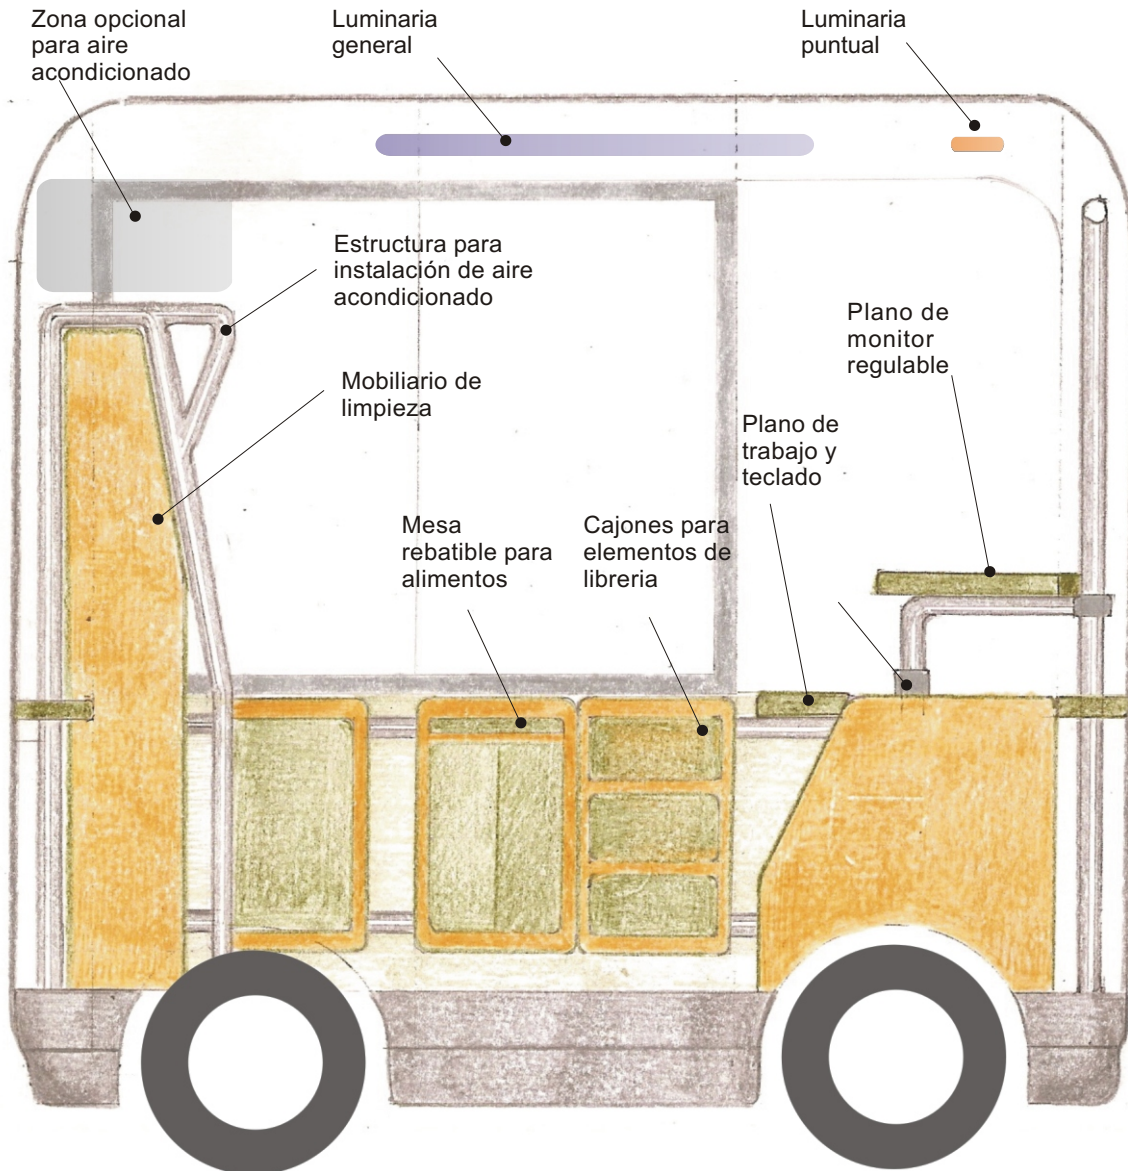 Zona opcional
para aire
acondicionado
Luminaria
general
Luminaria
puntual
Estructura para
instalación de aire
acondicionado
Plano de
monitor
regulable
Mobiliario de
limpieza
Plano de
trabajo y
teclado
Mesa
rebatible para
alimentos
Cajones para
elementos de
libreria